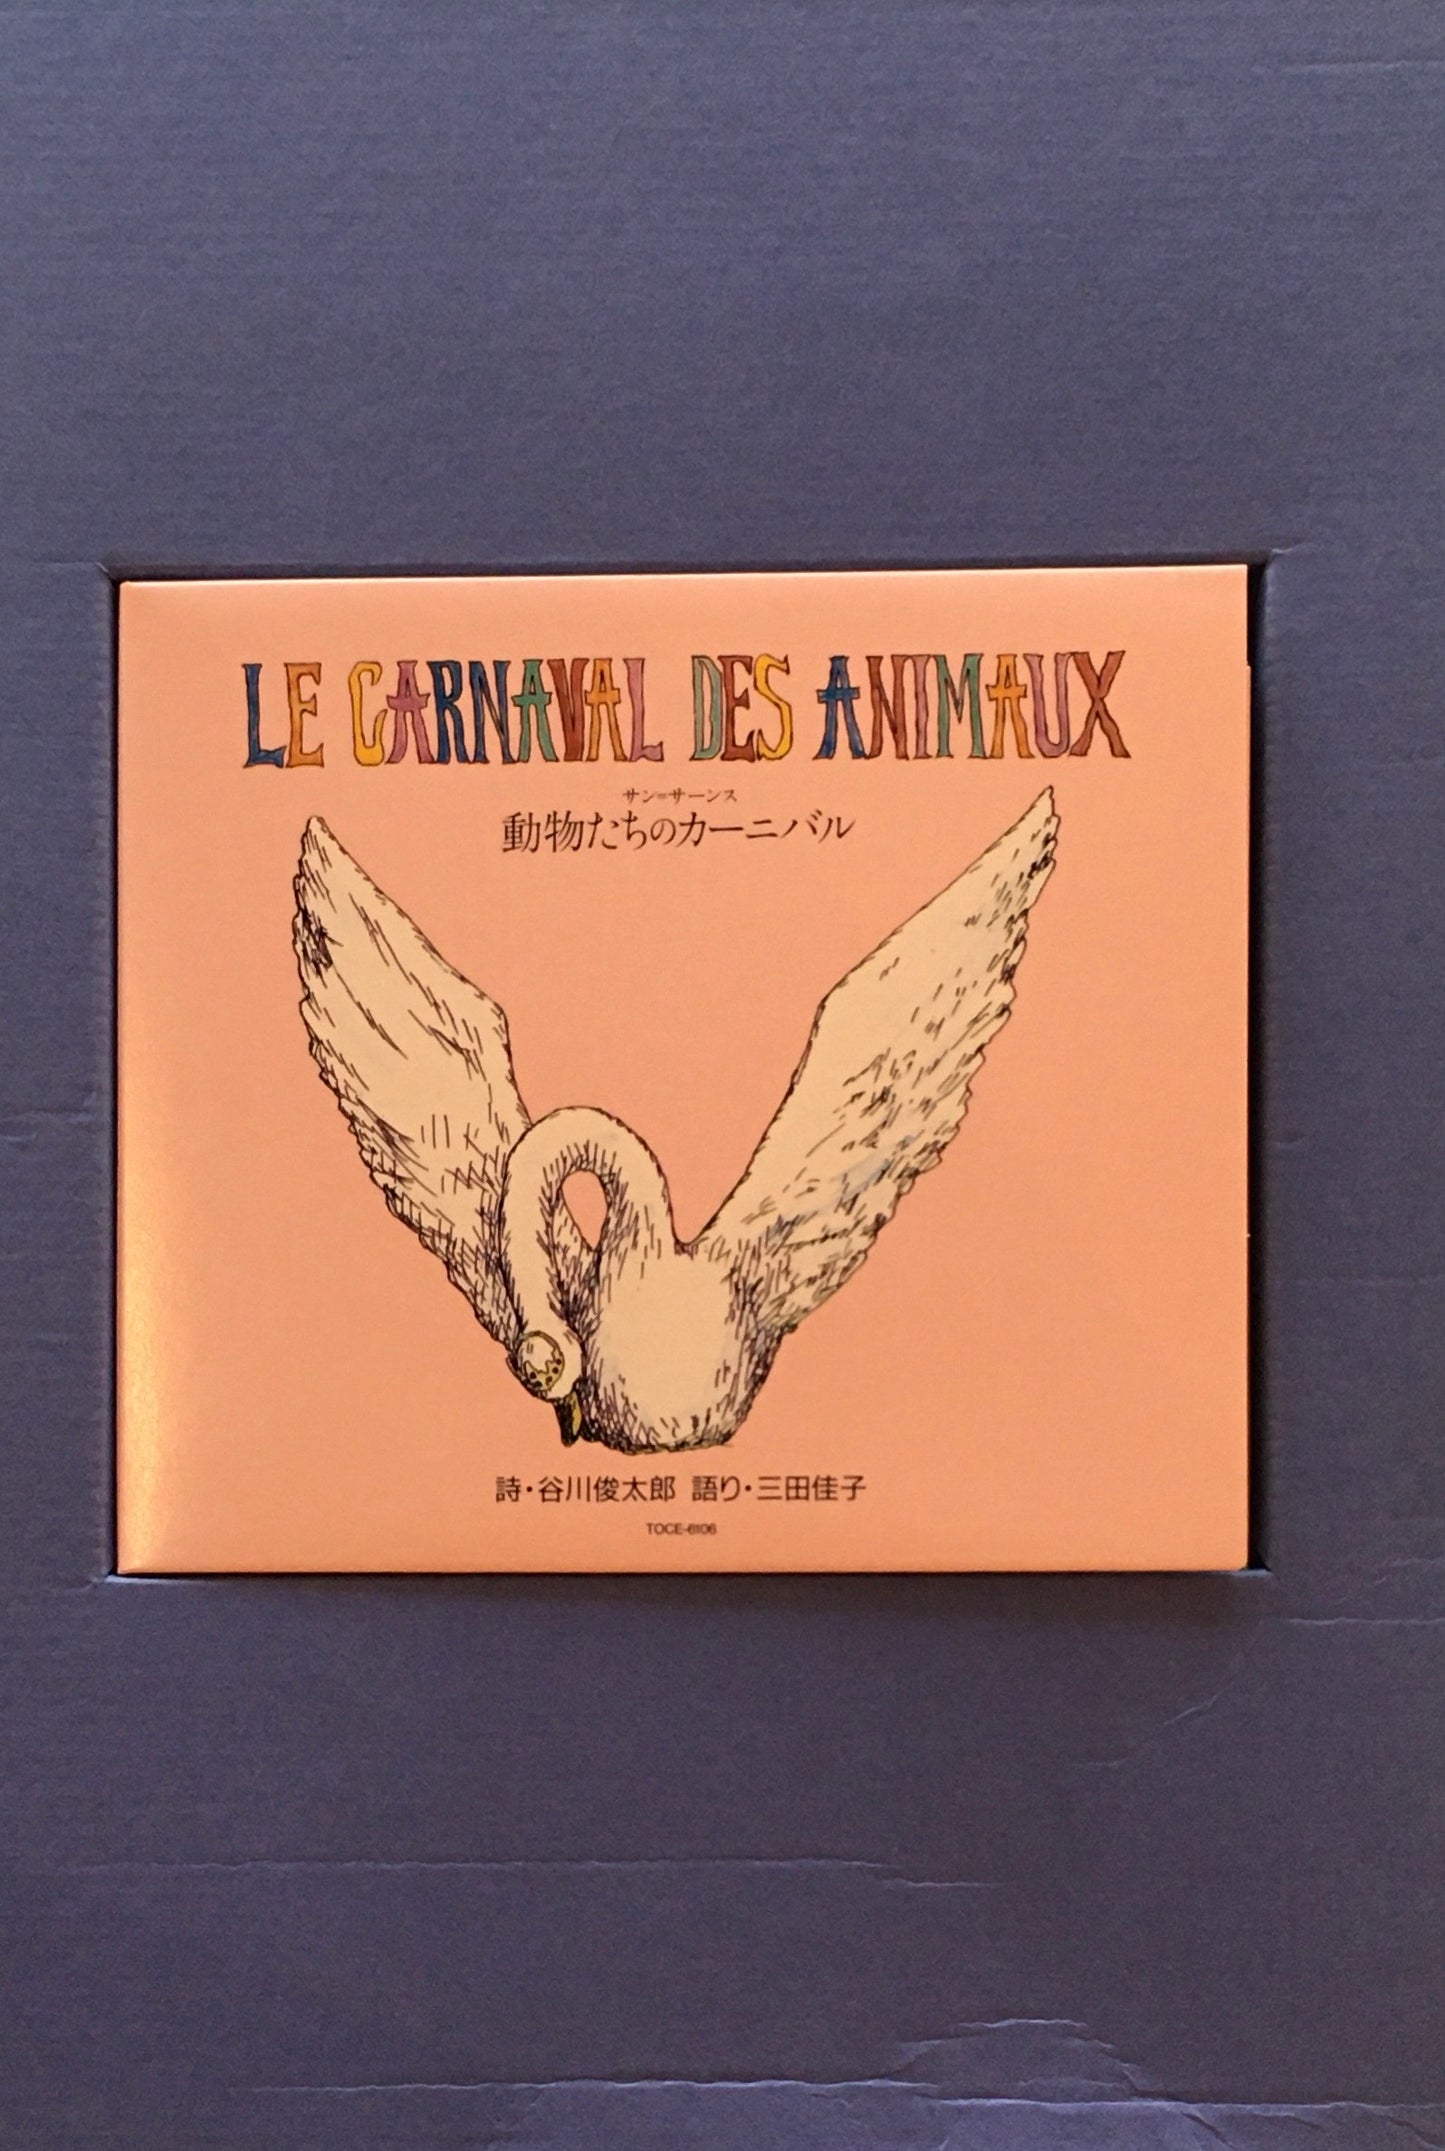 LE CARNAVAL DES ANIMAUX
サン=サーンス
動物たちのカーニバル
詩・谷川俊太郎 語り・三田佳子
TOCE-6106